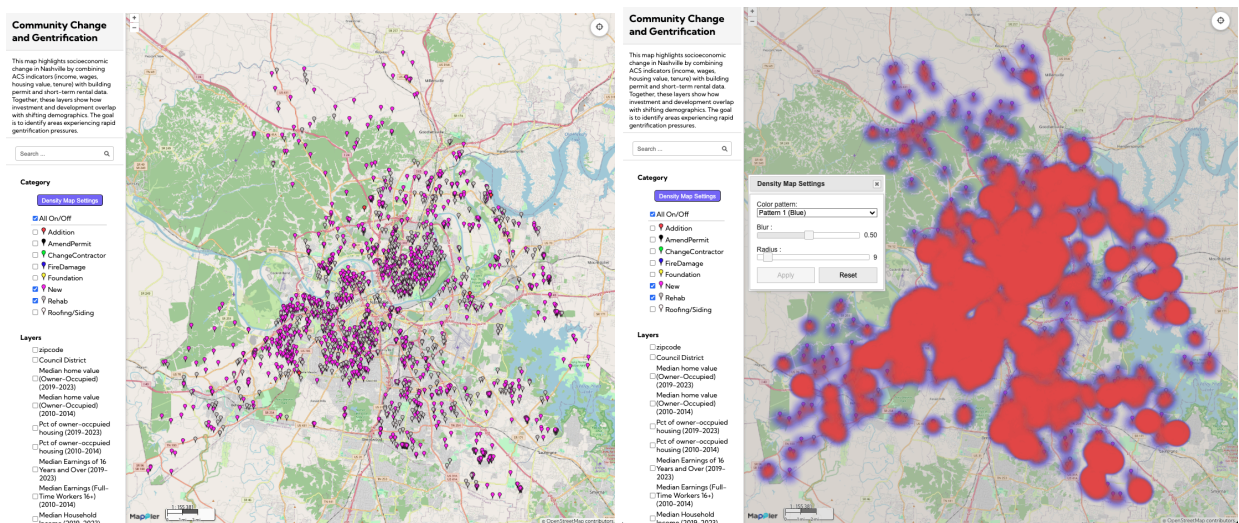 Community Change
and Gentrification
This map highlights socioeconomic
change in Nashville by combining
ACS indicators (income, wages,
housing value, tenure) with building
permit and short-term rental data.
Together, these layers show how
investment and development overlap
with shifting demographics. The goal
is to identify areas experiencing rapid
gentrification pressures.
Search ...
Category
Density Map Settings
All On/Off
Addition
AmendPermit
ChangeContractor
FireDamage
Foundation
New
Rehab
Roofing/Siding
Layers
zipcode
Council District
Median home value
(Owner-Occupied)
(2019-2023)
Median home value
(Owner-Occupied)
(2010-2014)
Pct of owner-occpuied
housing (2019-2023)
Pct of owner-occpuied
housing (2010-2014)
Median Earnings of 16
Years and Over (2019-
2023)
Median Earnings (Full-
Time Workers 16+)
(2010-2014)
Median Household
+
−
Mapler
© OpenStreetMap contributors
Community Change
and Gentrification
This map highlights socioeconomic
change in Nashville by combining
ACS indicators (income, wages,
housing value, tenure) with building
permit and short-term rental data.
Together, these layers show how
investment and development overlap
with shifting demographics. The goal
is to identify areas experiencing rapid
gentrification pressures.
Search ...
Category
Density Map Settings
All On/Off
Addition
AmendPermit
ChangeContractor
FireDamage
Foundation
New
Rehab
Roofing/Siding
Layers
zipcode
Council District
Median home value
(Owner-Occupied)
(2019-2023)
Median home value
(Owner-Occupied)
(2010-2014)
Pct of owner-occpuied
housing (2019-2023)
Pct of owner-occpuied
housing (2010-2014)
Median Earnings of 16
Years and Over (2019-
2023)
Median Earnings (Full-
Time Workers 16+)
(2010-2014)
Median Household
+
−
Density Map Settings
Color pattern:
Pattern 1 (Blue)
Blur :
0.50
Radius :
9
Apply
Reset
Mapler
© OpenStreetMap contributors